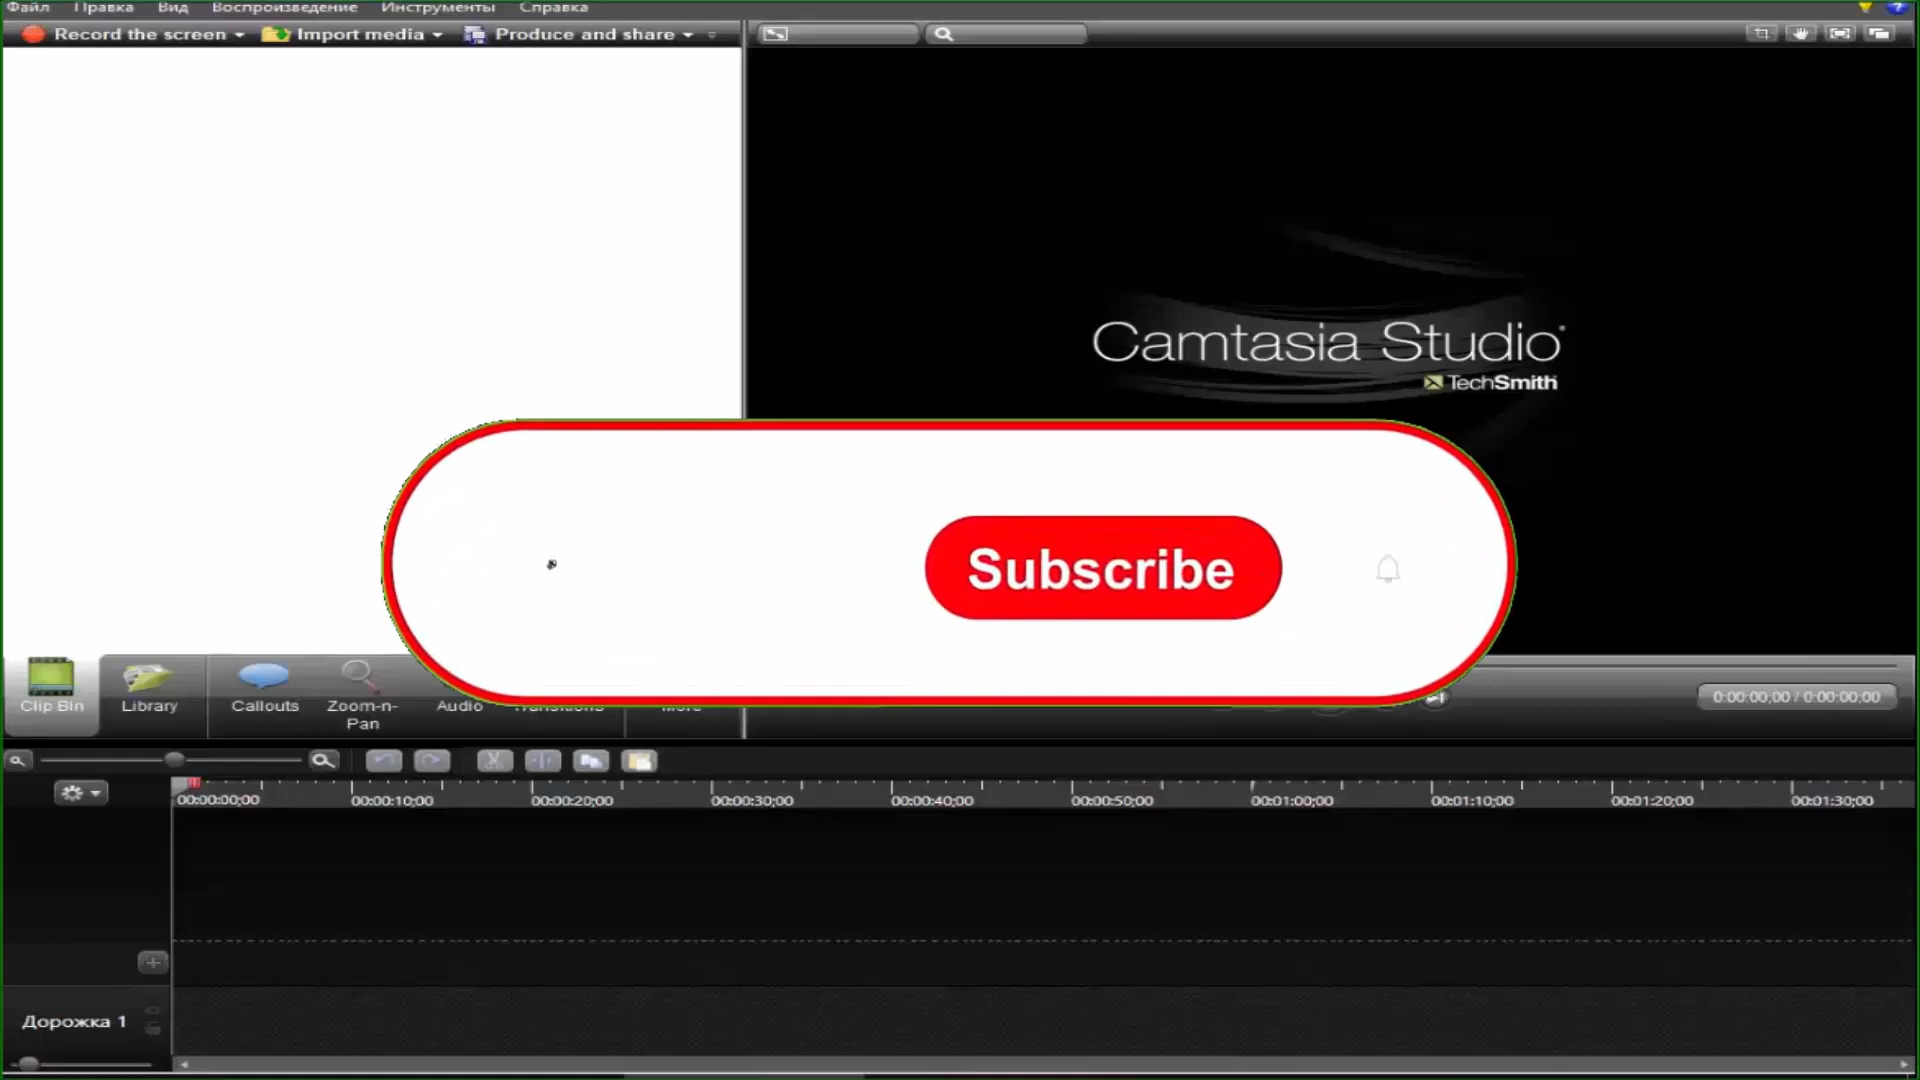 Файл Правка Вид Воспроизведение Инструменты Справка
Record the screen Import media Produce and share
Camtasia Studio
TechSmith
Subscribe
Clip Bin Library Callouts Zoom-n-Pan Audio Transitions More
0:00:00;00 / 0:00:00;00
00:00:00;00 00:00:10;00 00:00:20;00 00:00:30;00 00:00:40;00 00:00:50;00 00:01:00;00 00:01:10;00 00:01:20;00 00:01:30;00
Дорожка 1